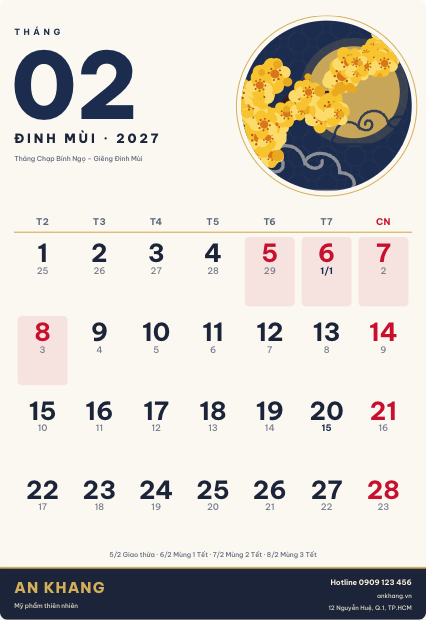 THÁNG
02
ĐINH MÙI · 2027
Tháng Chạp Bính Ngọ – Giêng Đinh Mùi
T2 T3 T4 T5 T6 T7 CN
1 2 3 4 5 6 7
25 26 27 28 29 1/1 2
8 9 10 11 12 13 14
3 4 5 6 7 8 9
15 16 17 18 19 20 21
10 11 12 13 14 15 16
22 23 24 25 26 27 28
17 18 19 20 21 22 23
5/2 Giao thừa · 6/2 Mùng 1 Tết · 7/2 Mùng 2 Tết · 8/2 Mùng 3 Tết
AN KHANG
Mỹ phẩm thiên nhiên
Hotline 0909 123 456
ankhang.vn
12 Nguyễn Huệ, Q.1, TP.HCM